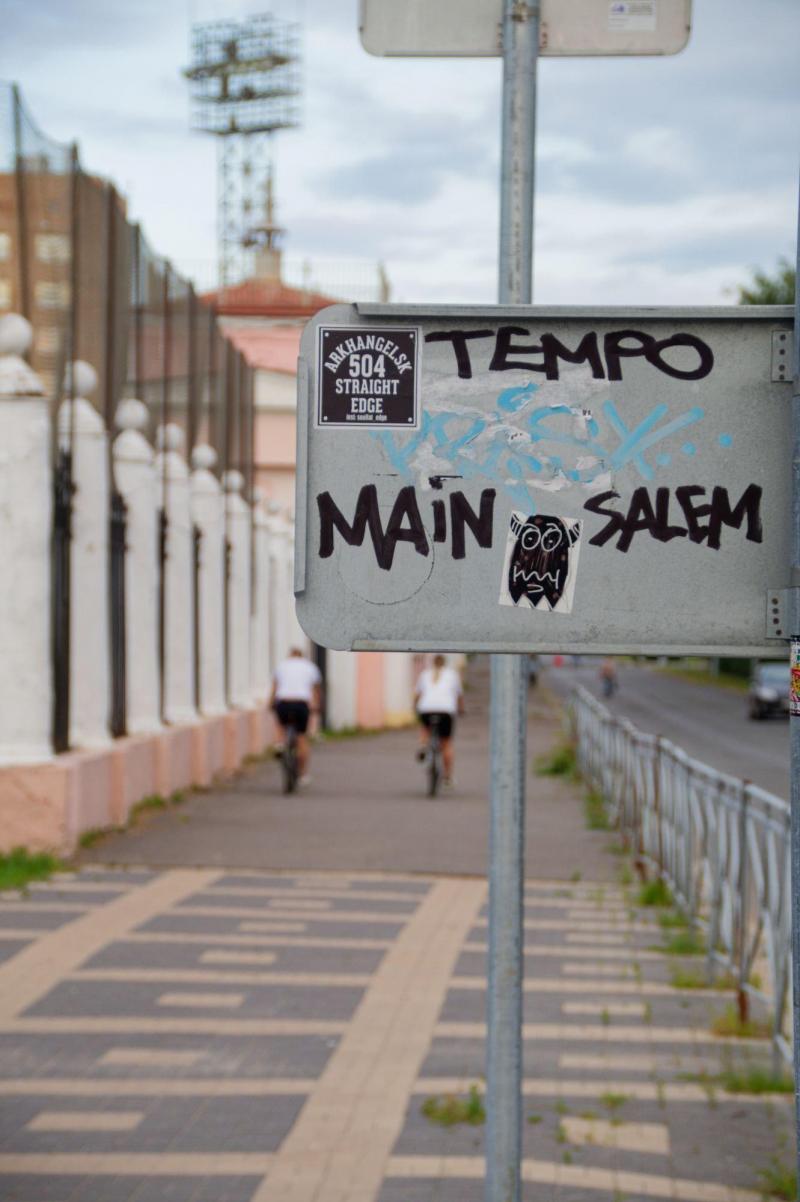 TEMPO
ARKHANGELSK
504
STRAIGHT
EDGE
MAiN SALEM